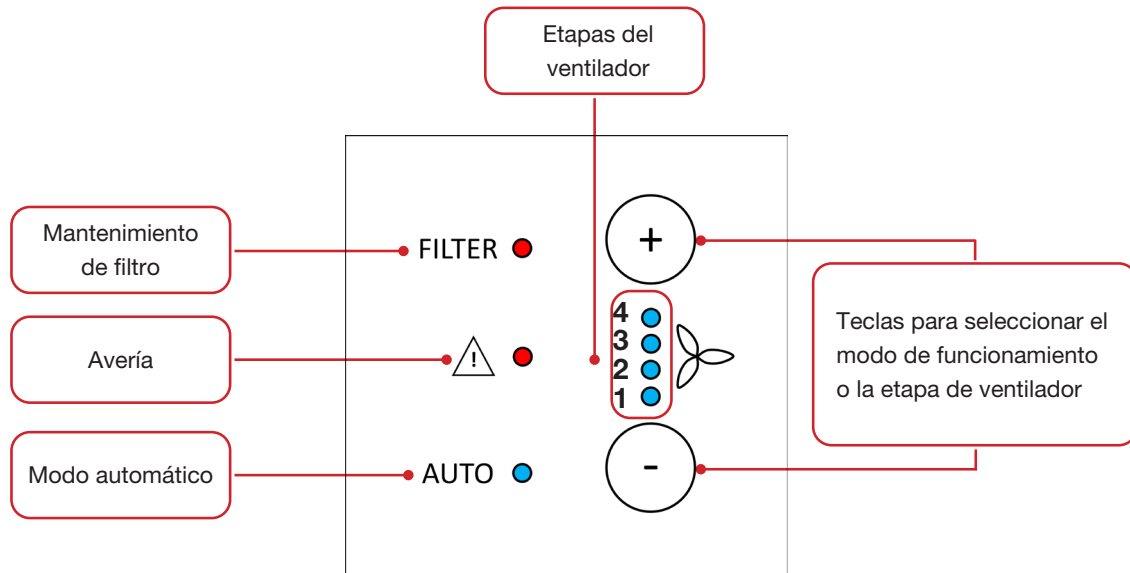 Etapas del
ventilador
Mantenimiento
de filtro
FILTER
+
4
3
2
1
Avería
!
Teclas para seleccionar el
modo de funcionamiento
o la etapa de ventilador
Modo automático
AUTO
-